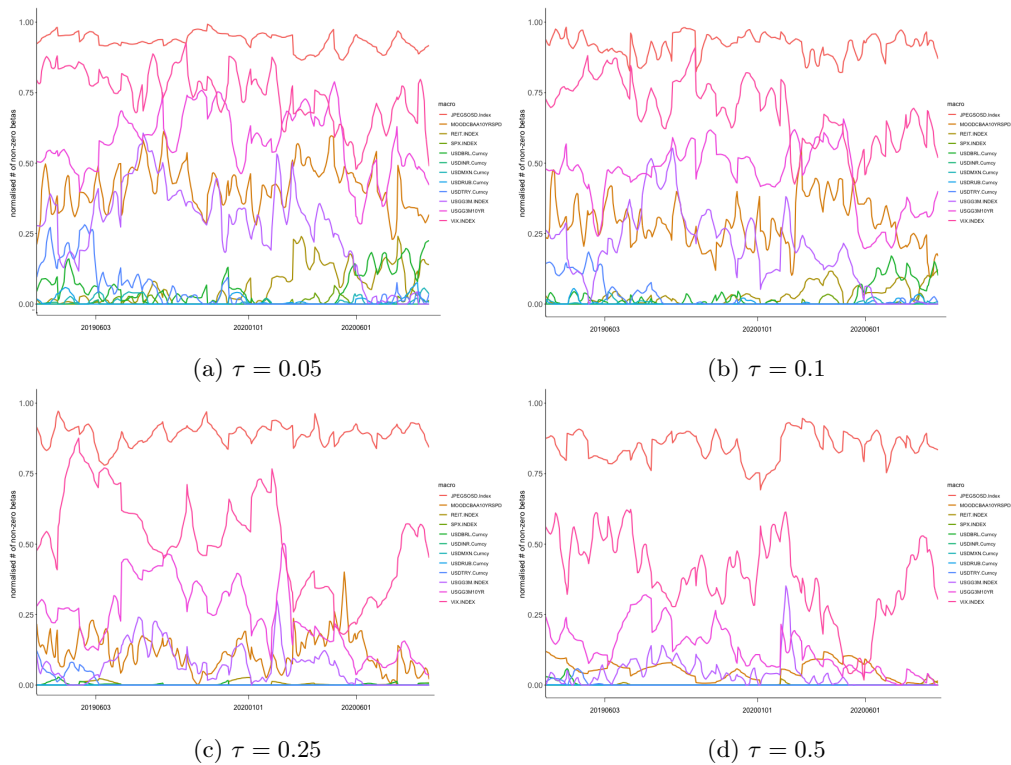 1.00
0.75
0.50
0.25
0.00
normalised # of non-zero betas
20190603
20200101
20200601
macro
JPEGSOSD.Index
MOODCBAA10YRSPD
REIT.INDEX
SPX.INDEX
USDBRL.Curncy
USDINR.Curncy
USDMXN.Curncy
USDRUB.Curncy
USDTRY.Curncy
USGG3M.INDEX
USGG3M10YR
VIX.INDEX
(a) τ = 0.05
1.00
0.75
0.50
0.25
0.00
normalised # of non-zero betas
20190603
20200101
20200601
macro
JPEGSOSD.Index
MOODCBAA10YRSPD
REIT.INDEX
SPX.INDEX
USDBRL.Curncy
USDINR.Curncy
USDMXN.Curncy
USDRUB.Curncy
USDTRY.Curncy
USGG3M.INDEX
USGG3M10YR
VIX.INDEX
(b) τ = 0.1
1.00
0.75
0.50
0.25
0.00
normalised # of non-zero betas
20190603
20200101
20200601
macro
JPEGSOSD.Index
MOODCBAA10YRSPD
REIT.INDEX
SPX.INDEX
USDBRL.Curncy
USDINR.Curncy
USDMXN.Curncy
USDRUB.Curncy
USDTRY.Curncy
USGG3M.INDEX
USGG3M10YR
VIX.INDEX
(c) τ = 0.25
1.00
0.75
0.50
0.25
0.00
normalised # of non-zero betas
20190603
20200101
20200601
macro
JPEGSOSD.Index
MOODCBAA10YRSPD
REIT.INDEX
SPX.INDEX
USDBRL.Curncy
USDINR.Curncy
USDMXN.Curncy
USDRUB.Curncy
USDTRY.Curncy
USGG3M.INDEX
USGG3M10YR
VIX.INDEX
(d) τ = 0.5